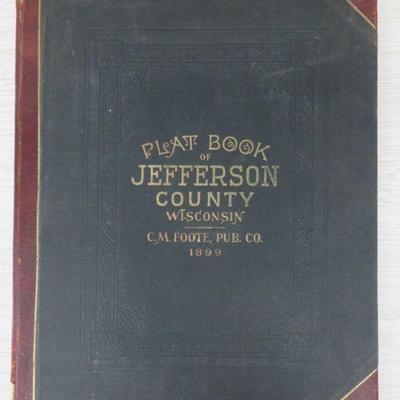 PLAT BOOK
OF
JEFFERSON
COUNTY
WISCONSIN
C.M. FOOTE, PUB. CO.
1899